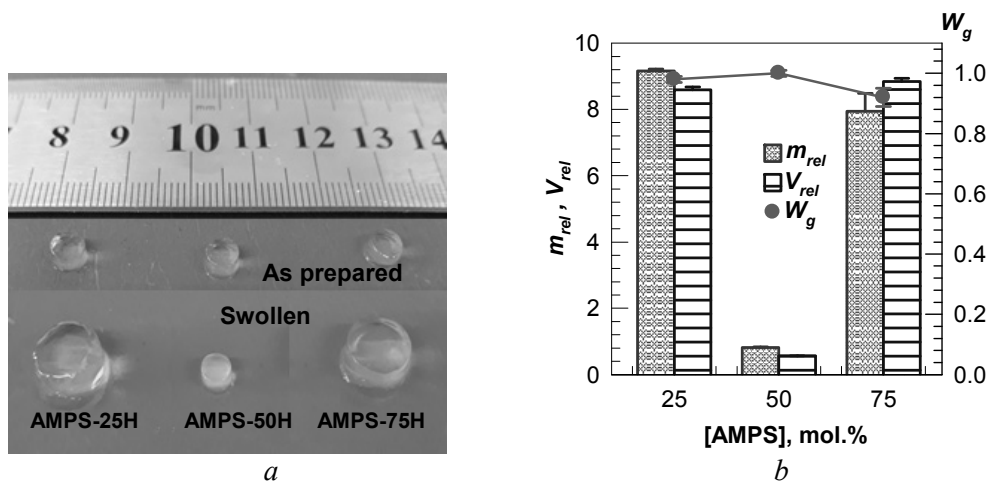 mm
8 9 10 11 12 13 14
As prepared
Swollen
AMPS-25H AMPS-50H AMPS-75H
a
W_g
10
8
6
4
2
0
m_rel , V_rel
m_rel
V_rel
W_g
1.0
0.8
0.6
0.4
0.2
0.0
25 50 75
[AMPS], mol.%
b